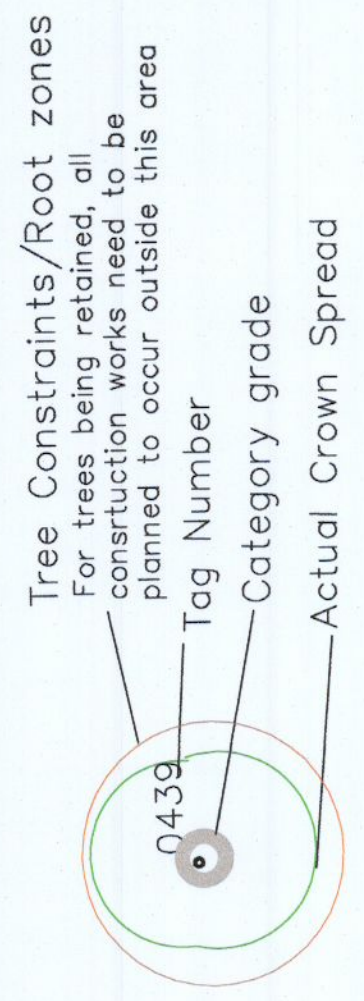 Tree Constraints/Root zones
For trees being retained, all
consrtuction works need to be
planned to occur outside this area
0439
Tag Number
Category grade
Actual Crown Spread